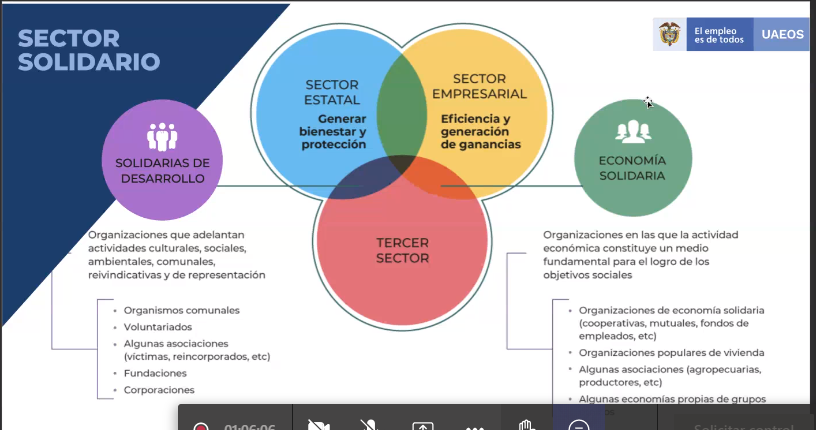 SECTOR
SOLIDARIO
El empleo
es de todos
UAEOS
SECTOR
ESTATAL
Generar
bienestar y
protección
SECTOR
EMPRESARIAL
Eficiencia y
generación
de ganancias
TERCER
SECTOR
SOLIDARIAS DE
DESARROLLO
Organizaciones que adelantan
actividades culturales, sociales,
ambientales, comunales,
reivindicativas y de representación
• Organismos comunales
• Voluntariados
• Algunas asociaciones
(víctimas, reincorporados, etc)
• Fundaciones
• Corporaciones
ECONOMÍA
SOLIDARIA
Organizaciones en las que la actividad
económica constituye un medio
fundamental para el logro de los
objetivos sociales
• Organizaciones de economía solidaria
(cooperativas, mutuales, fondos de
empleados, etc)
• Organizaciones populares de vivienda
• Algunas asociaciones (agropecuarias,
productores, etc)
• Algunas economías propias de grupos
01:06:06
Solicitar control